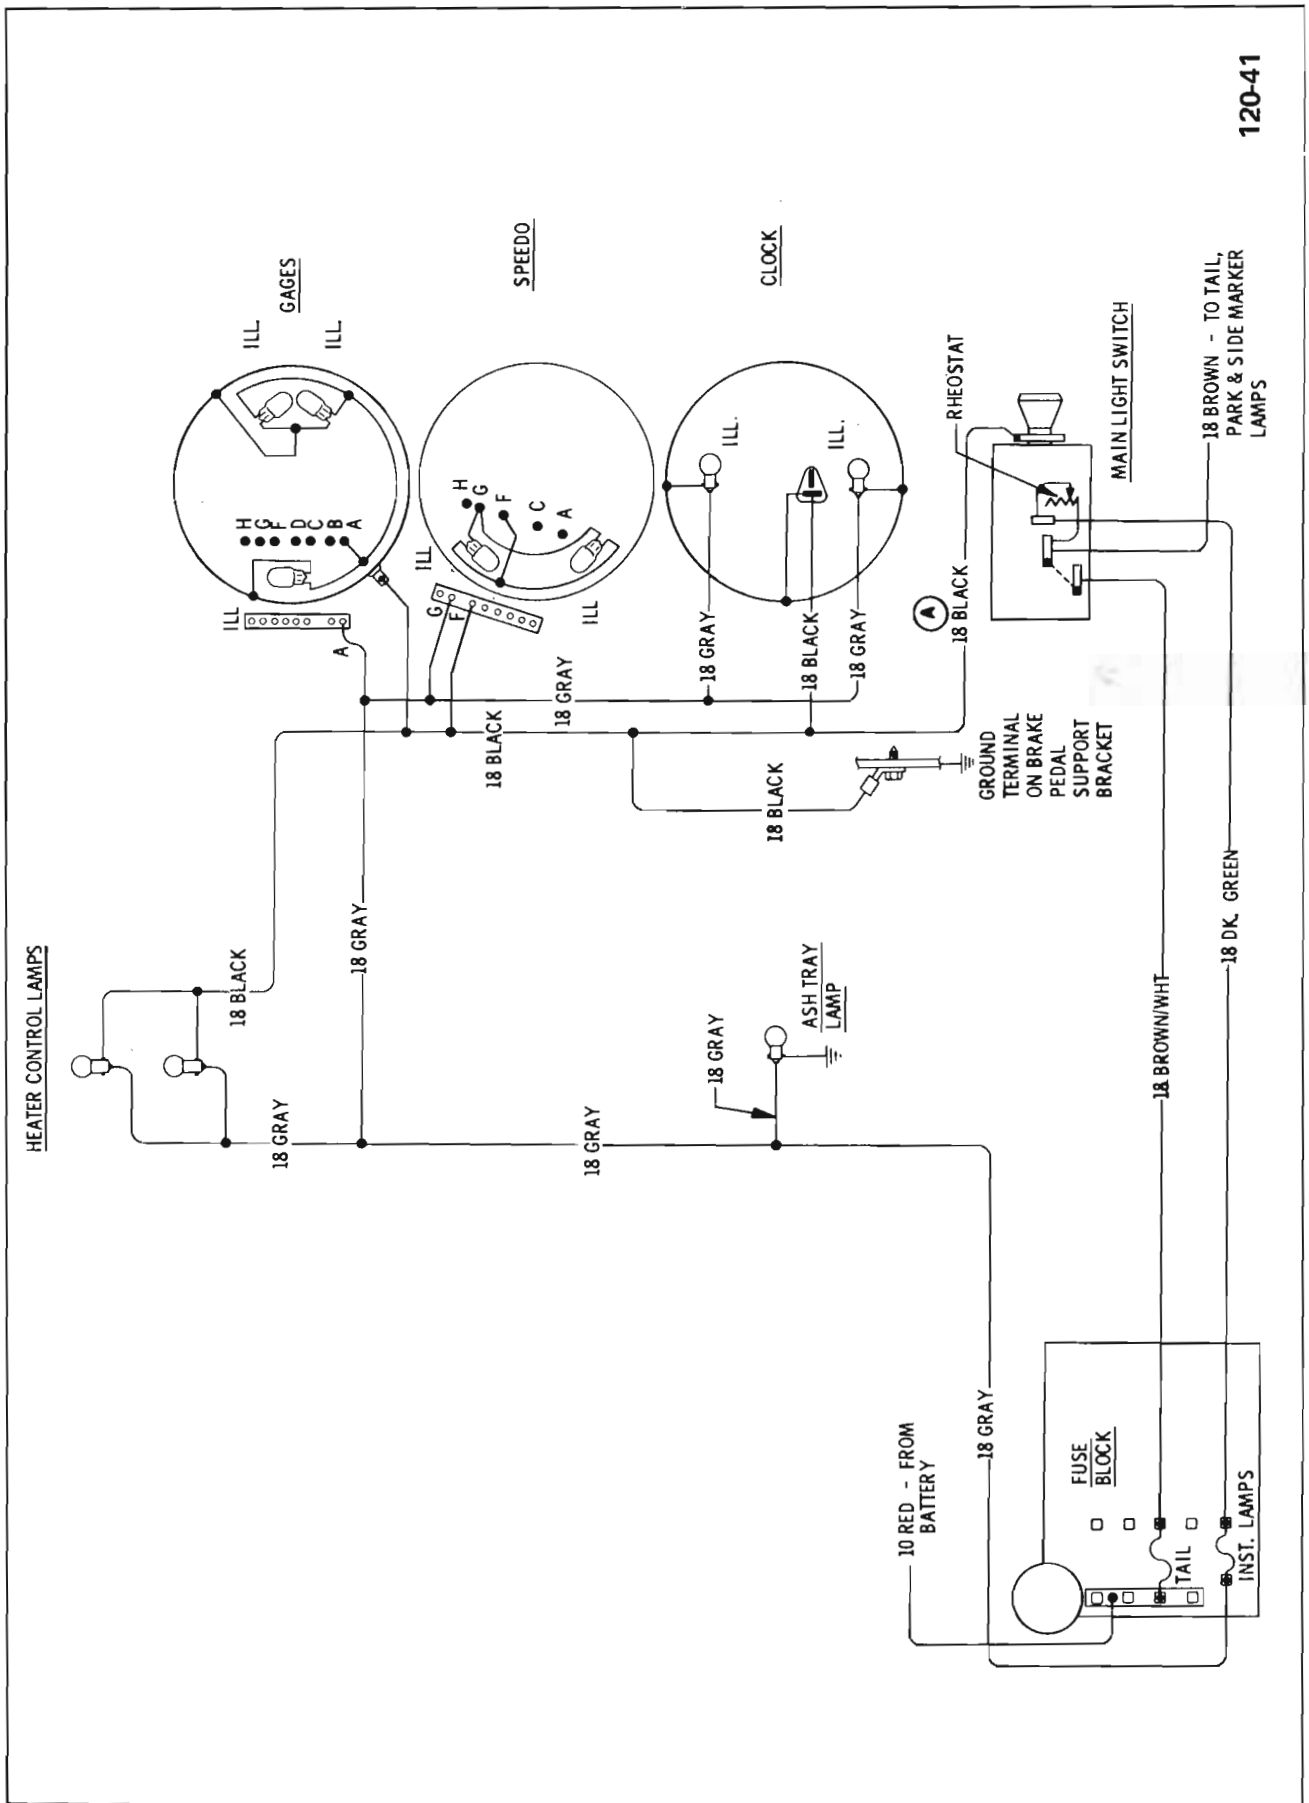 120-41
HEATER CONTROL LAMPS
18 BLACK
18 GRAY
18 GRAY
18 GRAY
18 GRAY
ASH TRAY
LAMP
GAGES
ILL.
ILL.
H
G
F
D
C
B
A
ILL
A
SPEEDO
H
G
F
C
A
ILL
G
F
ILL
18 GRAY
18 BLACK
CLOCK
ILL.
ILL.
18 GRAY
18 BLACK
18 GRAY
A
18 BLACK
18 BLACK
GROUND
TERMINAL
ON BRAKE
PEDAL
SUPPORT
BRACKET
RHEOSTAT
MAIN LIGHT SWITCH
18 BROWN - TO TAIL,
PARK & SIDE MARKER
LAMPS
18 BROWN/WHT
18 DK. GREEN
18 GRAY
10 RED - FROM
BATTERY
FUSE
BLOCK
TAIL
INST. LAMPS